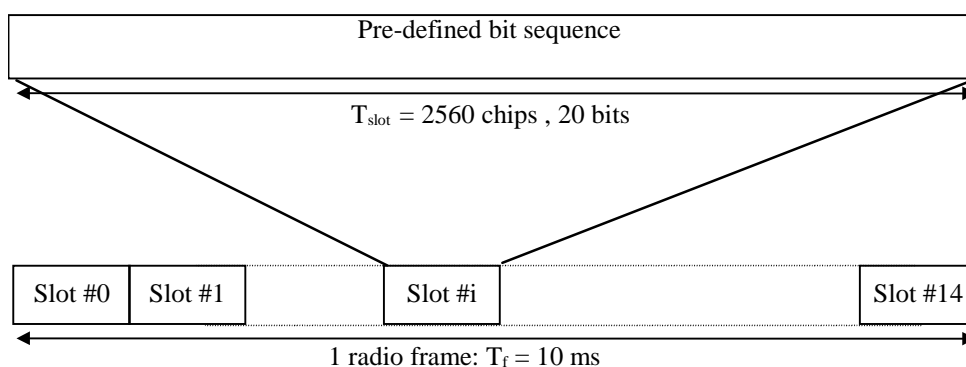 Pre-defined bit sequence
T_slot = 2560 chips , 20 bits
Slot #0 Slot #1 Slot #i Slot #14
1 radio frame: T_f = 10 ms